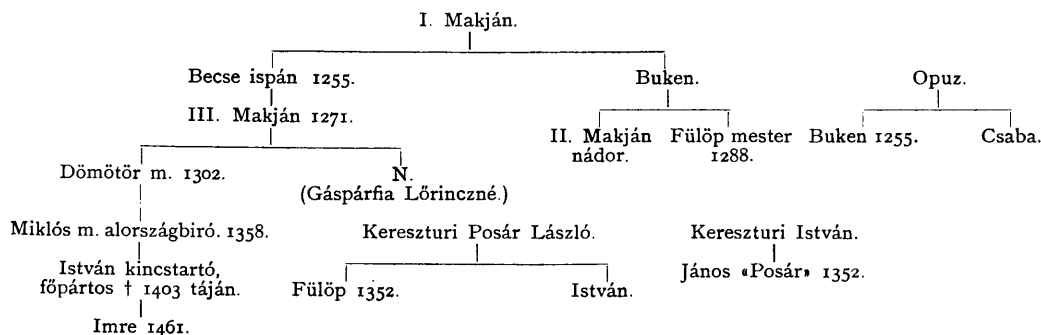 I. Makján.
Becse ispán 1255. Buken. Opuz.
III. Makján 1271. II. Makján Fülöp mester Buken 1255. Csaba.
nádor. 1288.
Dömötör m. 1302. N.
(Gáspárfia Lőrinczné.)
Miklós m. alországbiró. 1358. Kereszturi Posár László. Kereszturi István.
István kincstartó, János «Posár» 1352.
főpártos † 1403 táján. Fülöp 1352. István.
Imre 1461.